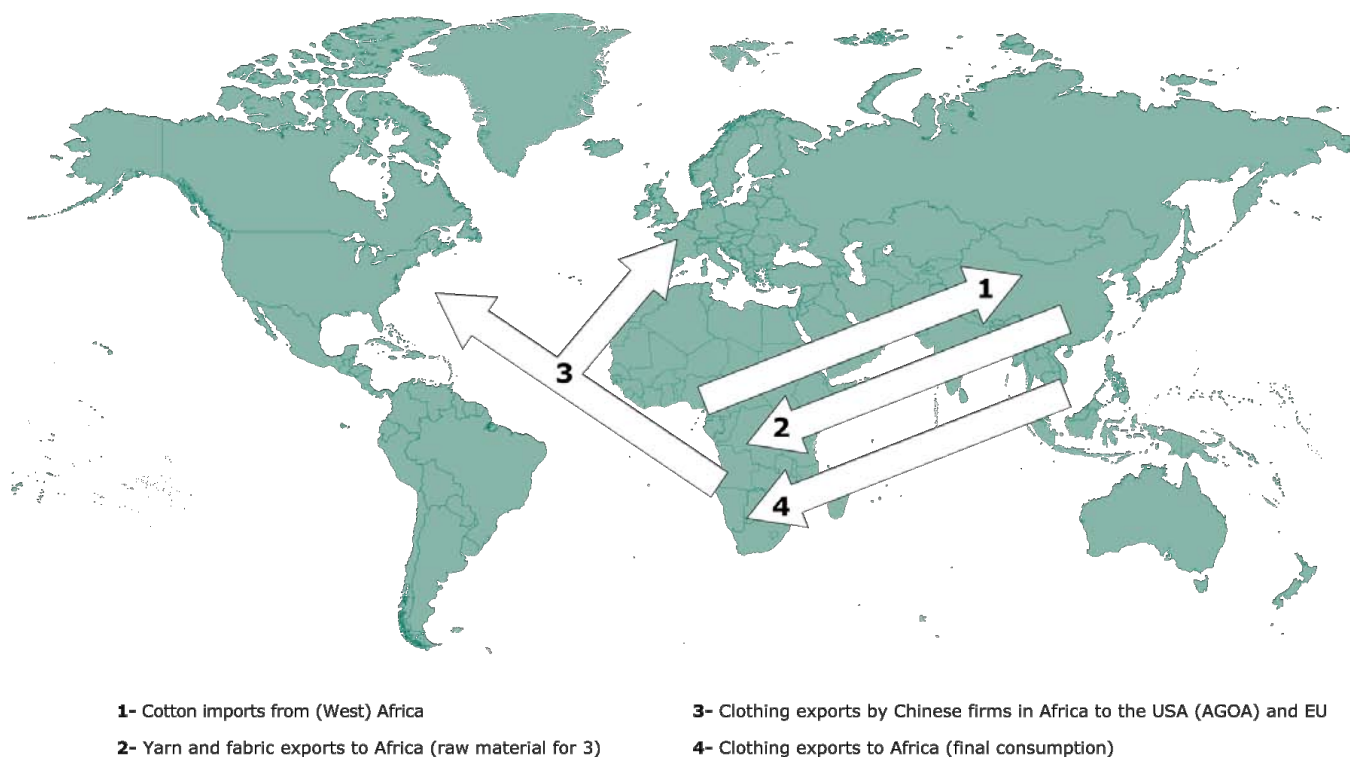 1
2
3
4
1- Cotton imports from (West) Africa
2- Yarn and fabric exports to Africa (raw material for 3)
3- Clothing exports by Chinese firms in Africa to the USA (AGOA) and EU
4- Clothing exports to Africa (final consumption)